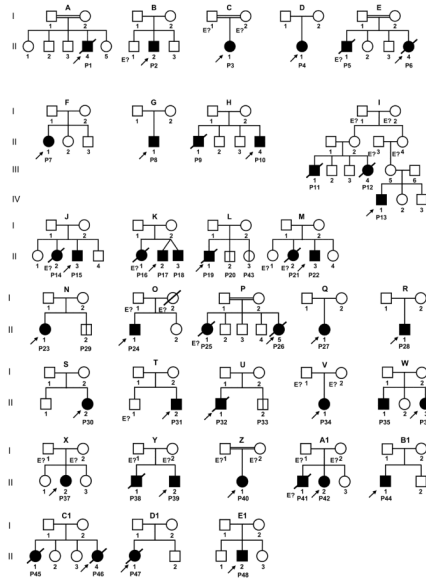 A B C D E
I 1 2 1 2 E? 1 2 1 2 1 2
II 1 2 3 4 5 E? 1 2 3 1 1 E? 1 2 3 4
P1 P2 P3 P4 P5 P6
F G H I
I 1 2 1 2 1 2 E? 1 E? 2
II 1 2 3 1 1 2 3 4 1 2 E? 3 E? 4
P7 P8 P9 P10
III 1 2 3 4 5 6
P11 P12
IV 1 2 3
P13
J K L M
I 1 2 1 2 1 2 1 2
II 1 2 3 4 E? 1 2 3 1 2 3 1 E? 2 3 4
P14 P15 P16 P17 P18 P19 P20 P43 P21 P22
N O P Q R
I 1 2 E? 1 E? 2 1 2 1 2 1 2
II 1 2 1 2 E? 1 2 3 4 5 1 1
P23 P29 P24 P25 P26 P27 P28
S T U V W
I 1 2 1 2 1 2 E? 1 E? 2 1 2
II 1 2 1 2 1 2 1 1 2
P30 P31 P32 P33 P34 P35
X Y Z A1 B1
I E? 1 E? 2 1 2 E? 1 E? 2 1 2 1 2
II 1 2 3 1 2 1 E? 1 2 3 1 2
P37 P38 P39 P40 P41 P42 P44
C1 D1 E1
I 1 2 1 2 1 2
II 1 2 3 4 1 2 1 2 3
P45 P46 P47 P48